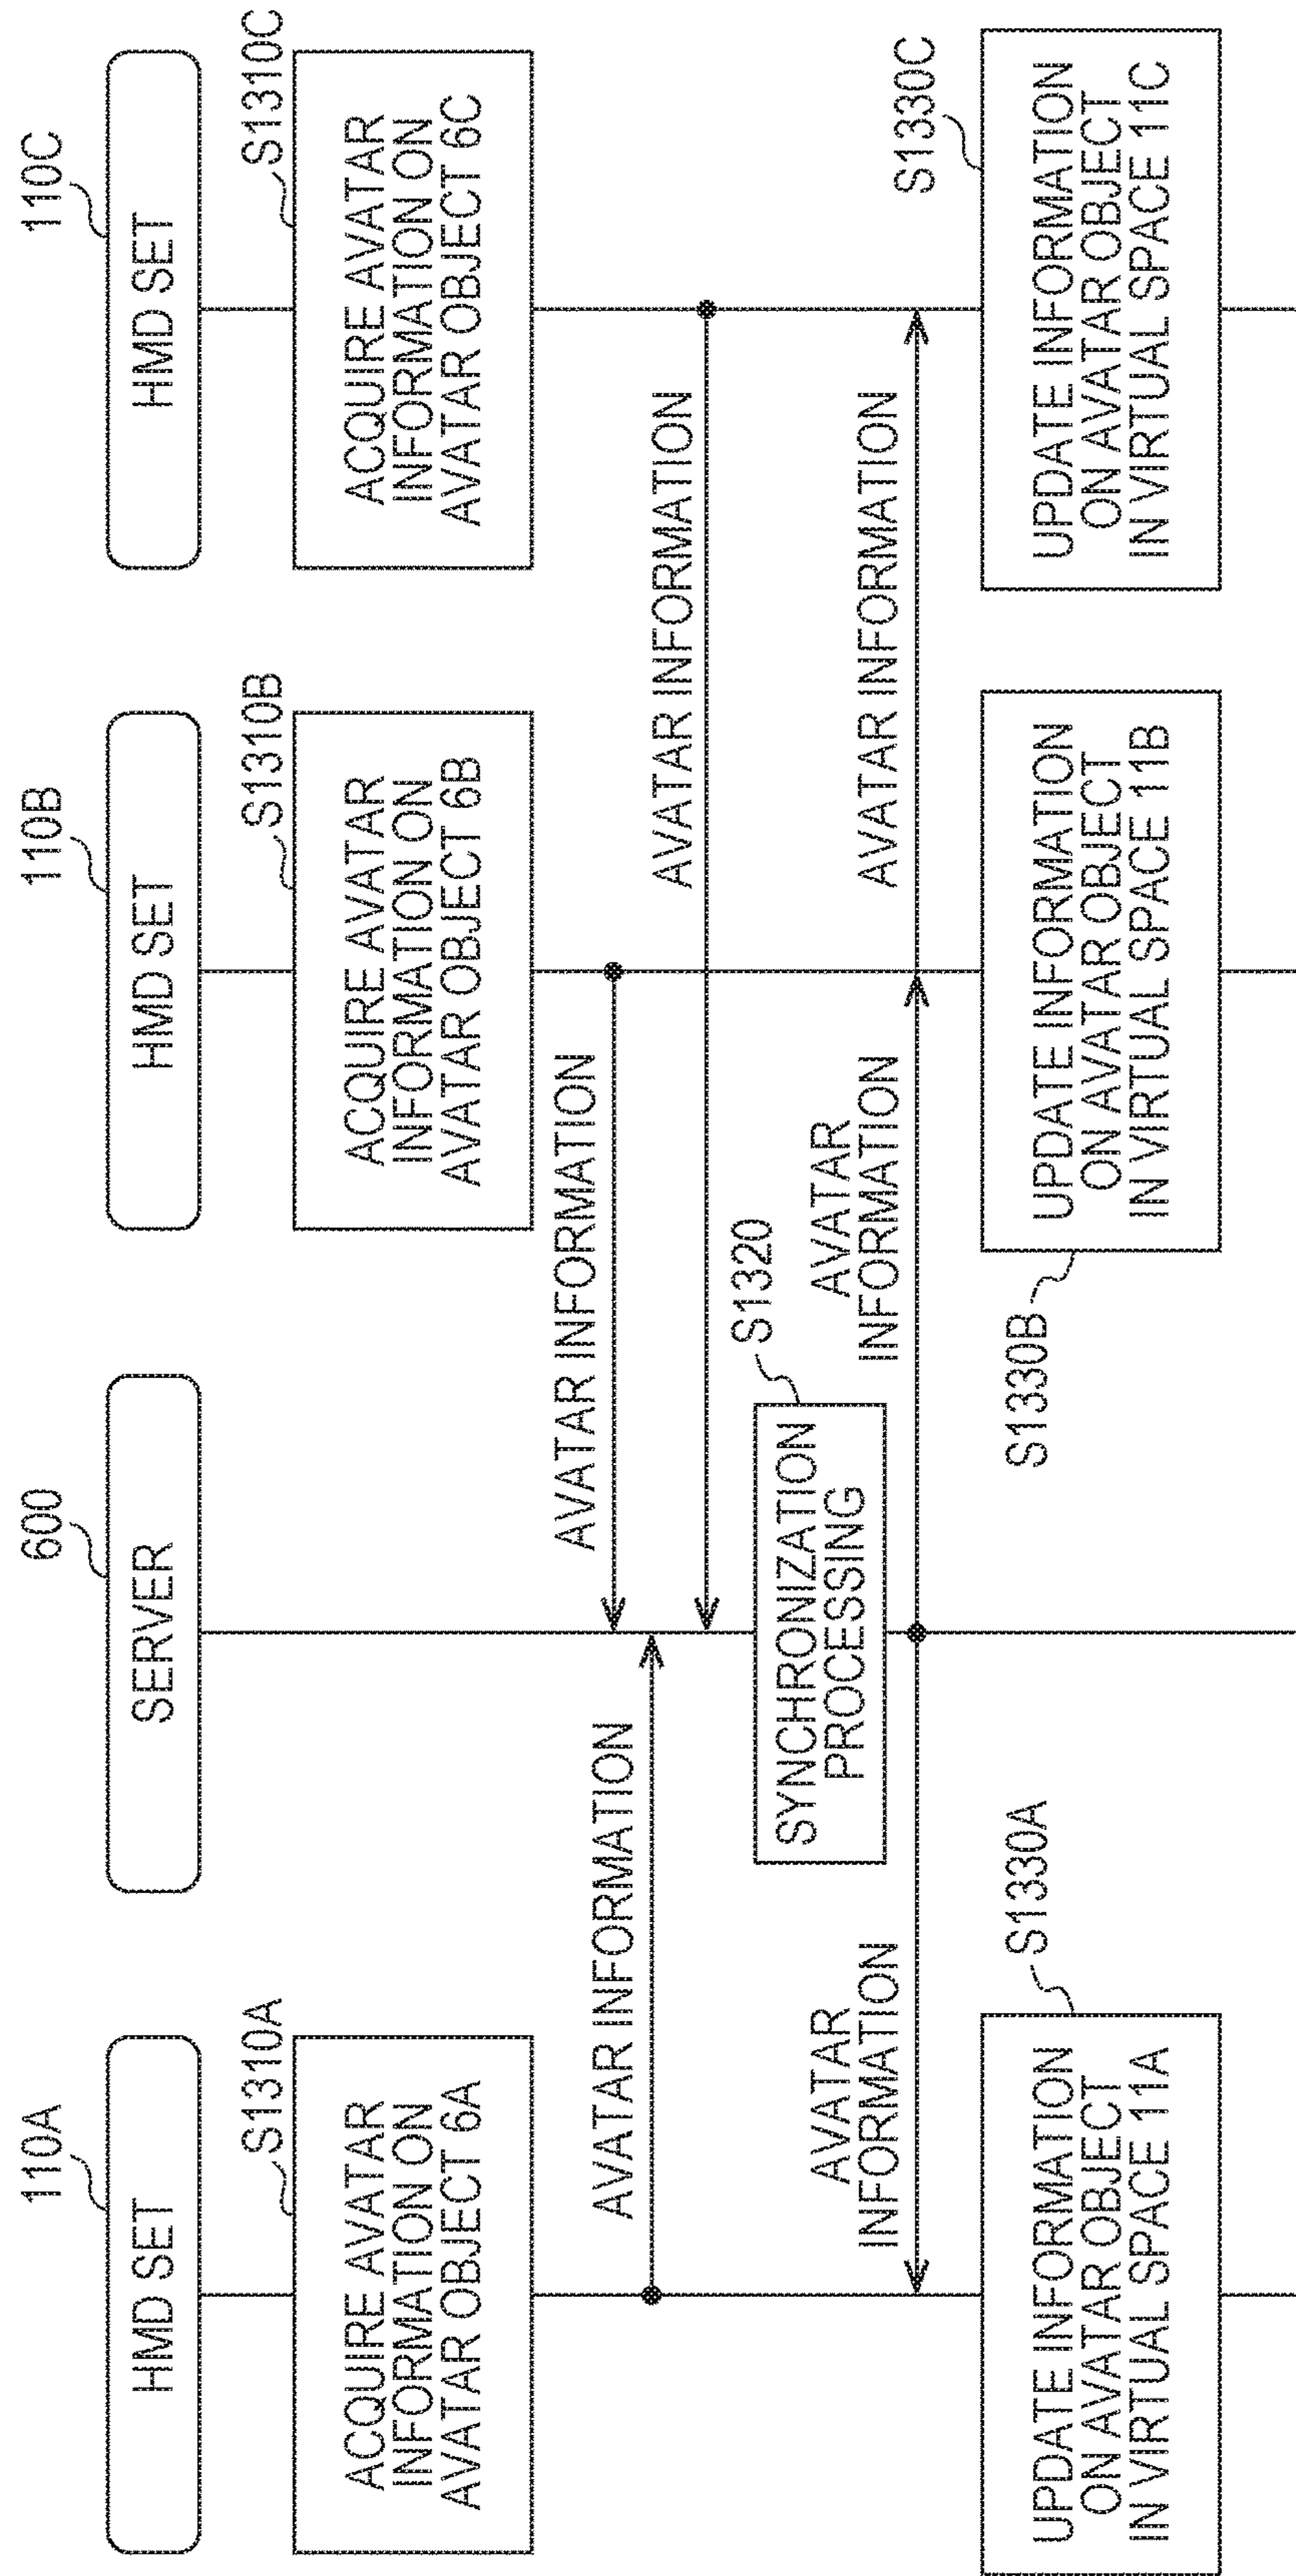 110A
600
110B
110C
HMD SET
SERVER
HMD SET
HMD SET
S1310A
S1310B
S1310C
ACQUIRE AVATAR
INFORMATION ON
AVATAR OBJECT 6A
ACQUIRE AVATAR
INFORMATION ON
AVATAR OBJECT 6B
ACQUIRE AVATAR
INFORMATION ON
AVATAR OBJECT 6C
AVATAR INFORMATION
AVATAR INFORMATION
AVATAR INFORMATION
S1320
SYNCHRONIZATION
PROCESSING
AVATAR
INFORMATION
AVATAR
INFORMATION
AVATAR INFORMATION
S1330A
S1330B
S1330C
UPDATE INFORMATION
ON AVATAR OBJECT
IN VIRTUAL SPACE 11A
UPDATE INFORMATION
ON AVATAR OBJECT
IN VIRTUAL SPACE 11B
UPDATE INFORMATION
ON AVATAR OBJECT
IN VIRTUAL SPACE 11C